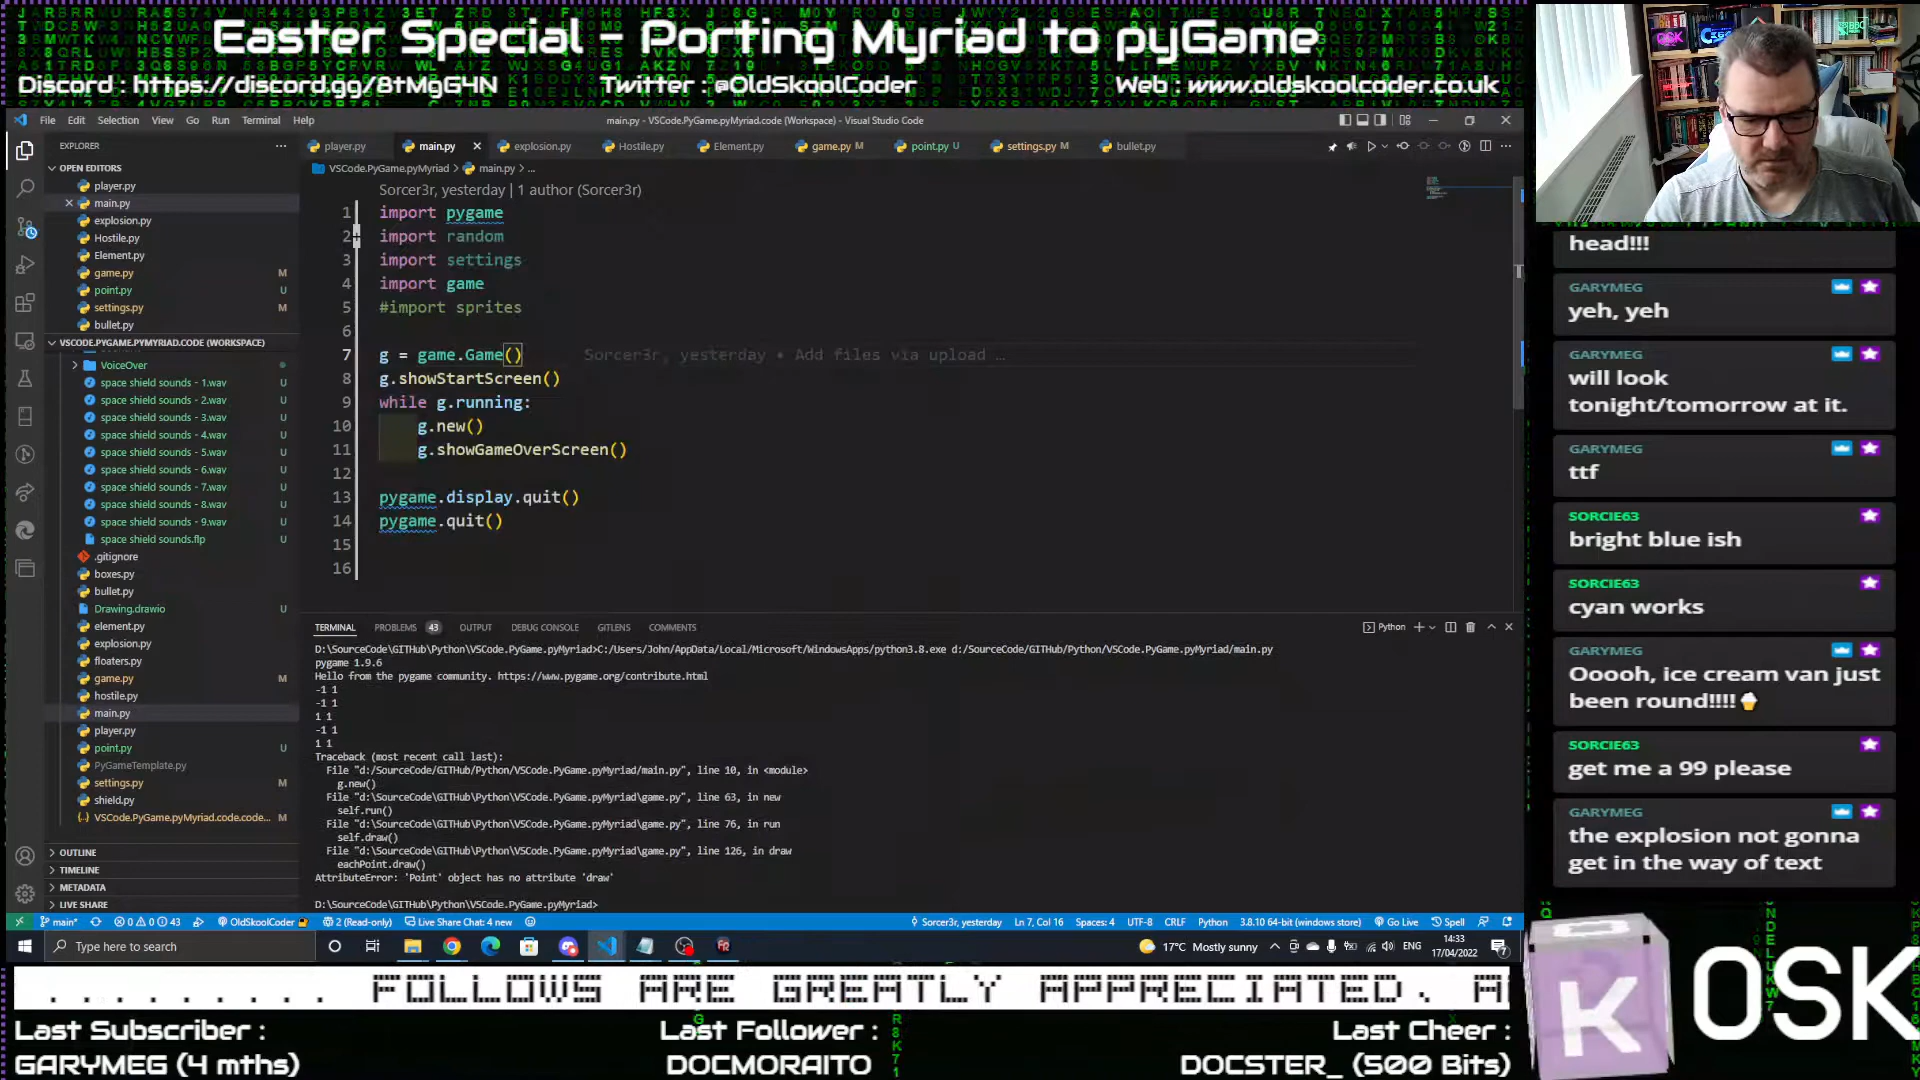 Easter Special - Porting Myriad to pyGame
Discord : https://discord.gg/8tMgG4N
Twitter : @OldSkoolCoder
Web : www.oldskoolcoder.co.uk
File Edit Selection View Go Run Terminal Help
main.py - VSCode.PyGame.pyMyriad.code (Workspace) - Visual Studio Code
EXPLORER
player.py main.py explosion.py Hostile.py Element.py game.py M point.py U settings.py M bullet.py
OPEN EDITORS
player.py
main.py
explosion.py
Hostile.py
Element.py
game.py M
point.py U
settings.py M
bullet.py
VSCODE.PYGAME.PYMYRIAD.CODE (WORKSPACE)
VoiceOver
space shield sounds - 1.wav U
space shield sounds - 2.wav U
space shield sounds - 3.wav U
space shield sounds - 4.wav U
space shield sounds - 5.wav U
space shield sounds - 6.wav U
space shield sounds - 7.wav U
space shield sounds - 8.wav U
space shield sounds - 9.wav U
space shield sounds.flp U
.gitignore
boxes.py
bullet.py
Drawing.drawio U
element.py
explosion.py
floaters.py
game.py M
hostile.py
main.py
player.py
point.py U
PyGameTemplate.py
settings.py M
shield.py
VSCode.PyGame.pyMyriad.code.code... M
OUTLINE
TIMELINE
METADATA
LIVE SHARE
VSCode.PyGame.pyMyriad > main.py > ...
Sorcer3r, yesterday | 1 author (Sorcer3r)
1 import pygame
2 import random
3 import settings
4 import game
5 #import sprites
6
7 g = game.Game() Sorcer3r, yesterday • Add files via upload …
8 g.showStartScreen()
9 while g.running:
10 g.new()
11 g.showGameOverScreen()
12
13 pygame.display.quit()
14 pygame.quit()
15
16
TERMINAL PROBLEMS 43 OUTPUT DEBUG CONSOLE GITLENS COMMENTS
Python
D:\SourceCode\GITHub\Python\VSCode.PyGame.pyMyriad>C:/Users/John/AppData/Local/Microsoft/WindowsApps/python3.8.exe d:/SourceCode/GITHub/Python/VSCode.PyGame.pyMyriad/main.py
pygame 1.9.6
Hello from the pygame community. https://www.pygame.org/contribute.html
-1 1
-1 1
1 1
-1 1
1 1
Traceback (most recent call last):
File "d:/SourceCode/GITHub/Python/VSCode.PyGame.pyMyriad/main.py", line 10, in <module>
g.new()
File "d:\SourceCode\GITHub\Python\VSCode.PyGame.pyMyriad\game.py", line 63, in new
self.run()
File "d:\SourceCode\GITHub\Python\VSCode.PyGame.pyMyriad\game.py", line 76, in run
self.draw()
File "d:\SourceCode\GITHub\Python\VSCode.PyGame.pyMyriad\game.py", line 126, in draw
eachPoint.draw()
AttributeError: 'Point' object has no attribute 'draw'
D:\SourceCode\GITHub\Python\VSCode.PyGame.pyMyriad>
main* 0 0 43 OldSkoolCoder 2 (Read-only) Live Share Chat: 4 new
Sorcer3r, yesterday Ln 7, Col 16 Spaces: 4 UTF-8 CRLF Python 3.8.10 64-bit (windows store) Go Live Spell
Type here to search
17°C Mostly sunny ENG
14:33
17/04/2022
7
head!!!
GARYMEG
yeh, yeh
GARYMEG
will look
tonight/tomorrow at it.
GARYMEG
ttf
SORCIE63
bright blue ish
SORCIE63
cyan works
GARYMEG
Ooooh, ice cream van just
been round!!!!
SORCIE63
get me a 99 please
GARYMEG
the explosion not gonna
get in the way of text
........ FOLLOWS ARE GREATLY APPRECIATED. A
Last Subscriber :
GARYMEG (4 mths)
Last Follower :
DOCMORAITO
Last Cheer :
DOCSTER_ (500 Bits)
K OSK